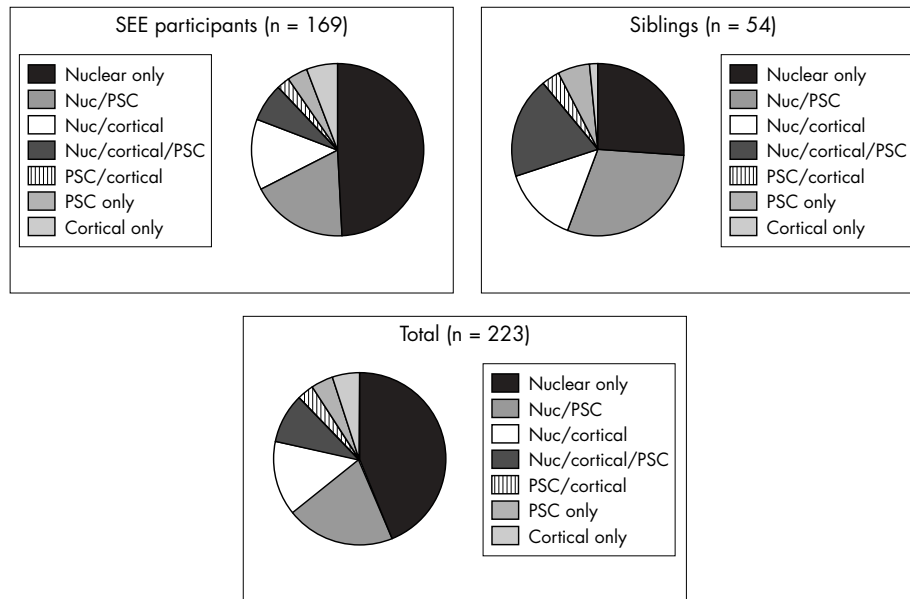 SEE participants (n = 169)
Nuclear only
Nuc/PSC
Nuc/cortical
Nuc/cortical/PSC
PSC/cortical
PSC only
Cortical only
Siblings (n = 54)
Nuclear only
Nuc/PSC
Nuc/cortical
Nuc/cortical/PSC
PSC/cortical
PSC only
Cortical only
Total (n = 223)
Nuclear only
Nuc/PSC
Nuc/cortical
Nuc/cortical/PSC
PSC/cortical
PSC only
Cortical only